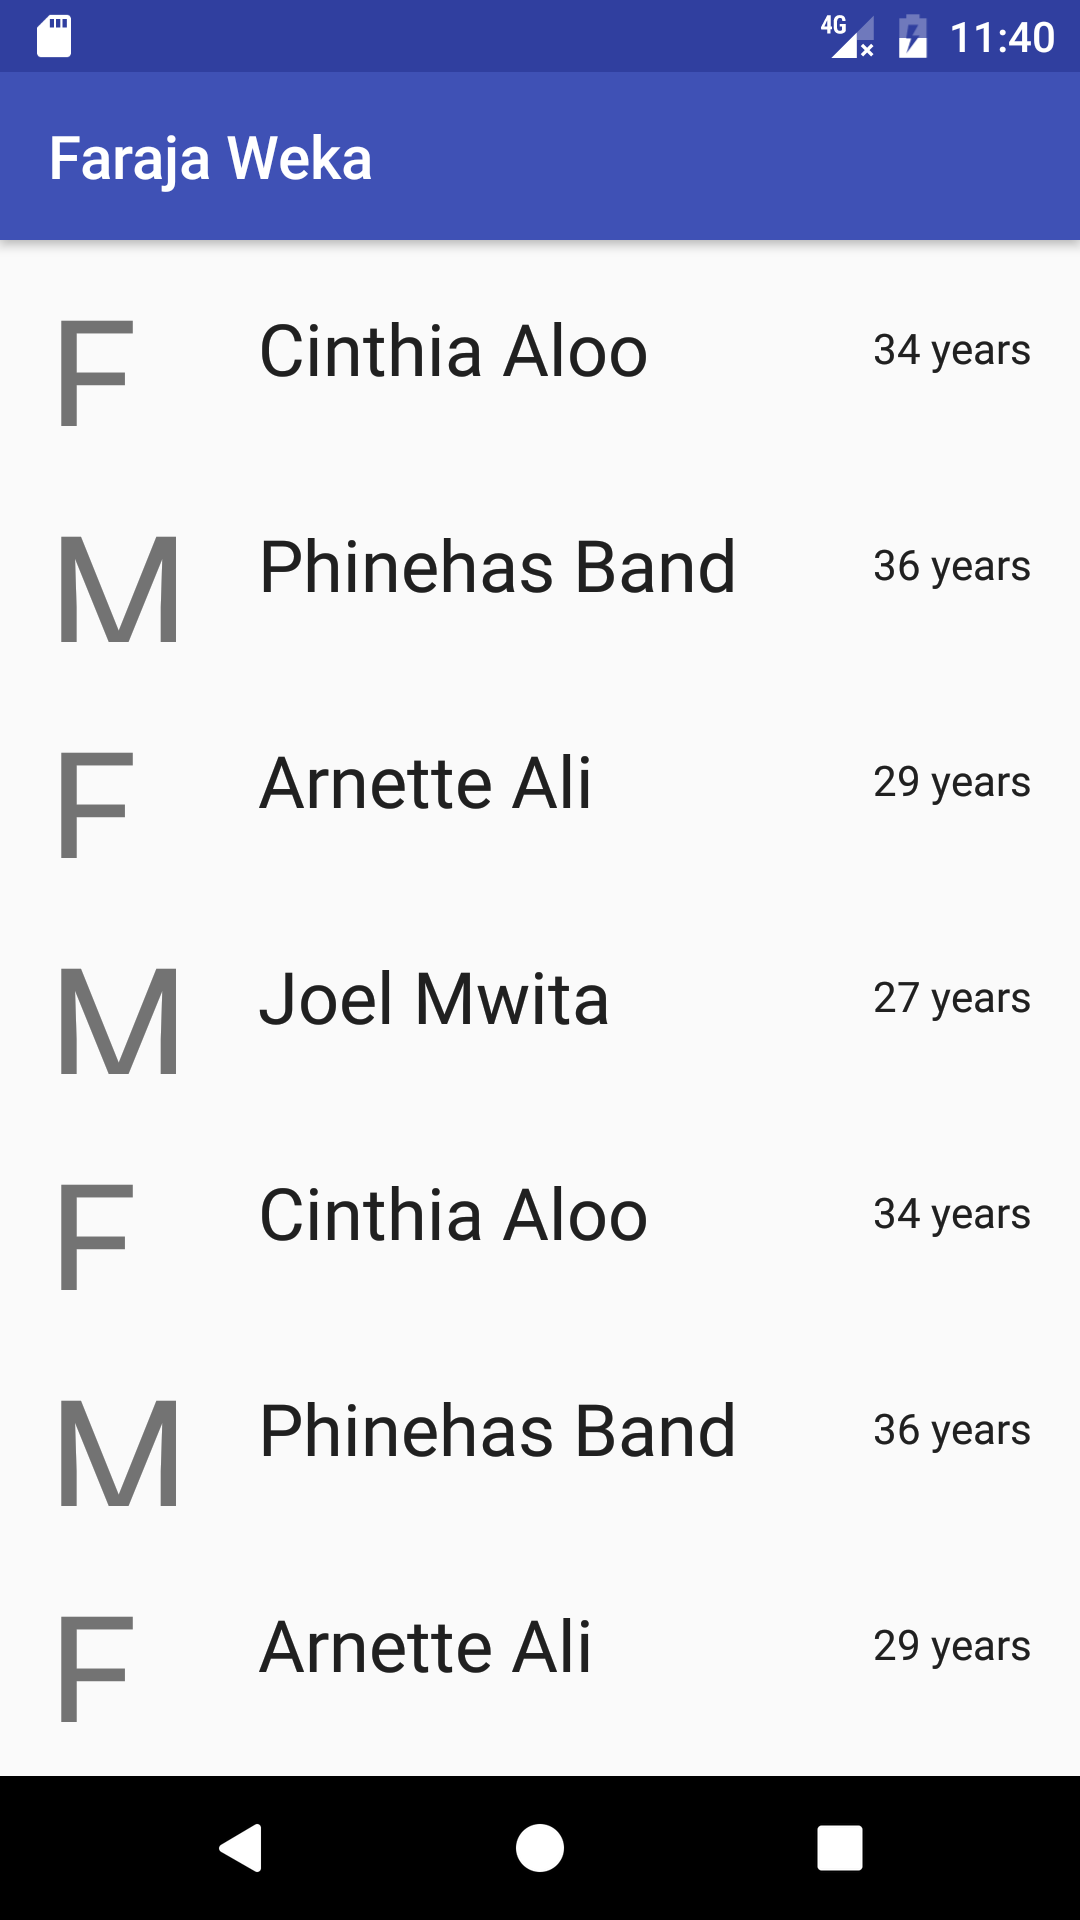 4G 11:40
Faraja Weka
F Cinthia Aloo 34 years
M Phinehas Band 36 years
F Arnette Ali 29 years
M Joel Mwita 27 years
F Cinthia Aloo 34 years
M Phinehas Band 36 years
F Arnette Ali 29 years